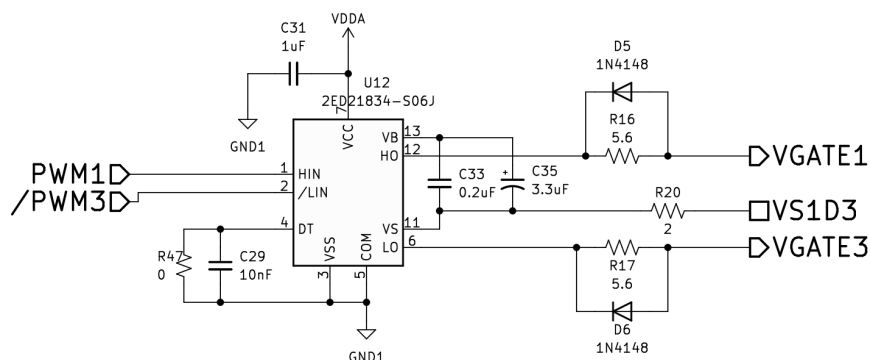 VDDA
C31
1uF
GND1
U12
2ED21834-S06J
7
VCC
D5
1N4148
R16
5.6
VB 13
HO 12
VGATE1
PWM1
1 HIN
/PWM3
2 /LIN
C33
0.2uF
C35
+
3.3uF
R20
2
VS1D3
VS 11
LO 6
4 DT
VSS
COM
3
5
R47
0
C29
10nF
VGATE3
R17
5.6
D6
1N4148
GND1